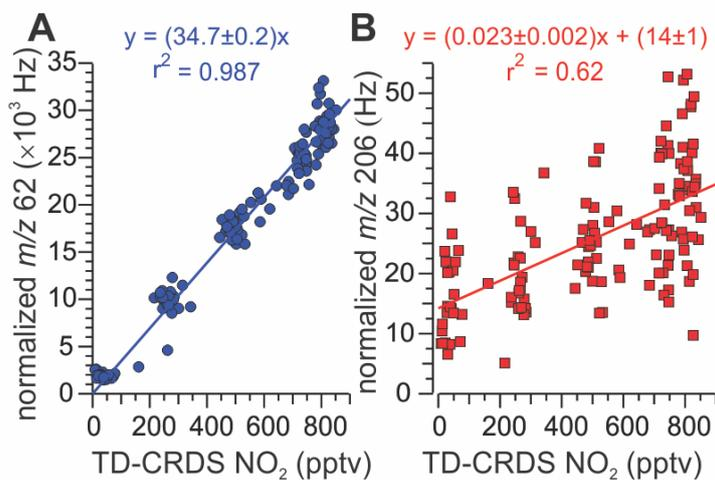 A
y = (34.7±0.2)x
r² = 0.987
normalized m/z 62 (×10³ Hz)
35
30
25
20
15
10
5
0
0 200 400 600 800
TD-CRDS NO₂ (pptv)
B
y = (0.023±0.002)x + (14±1)
r² = 0.62
normalized m/z 206 (Hz)
50
40
30
20
10
0
0 200 400 600 800
TD-CRDS NO₂ (pptv)